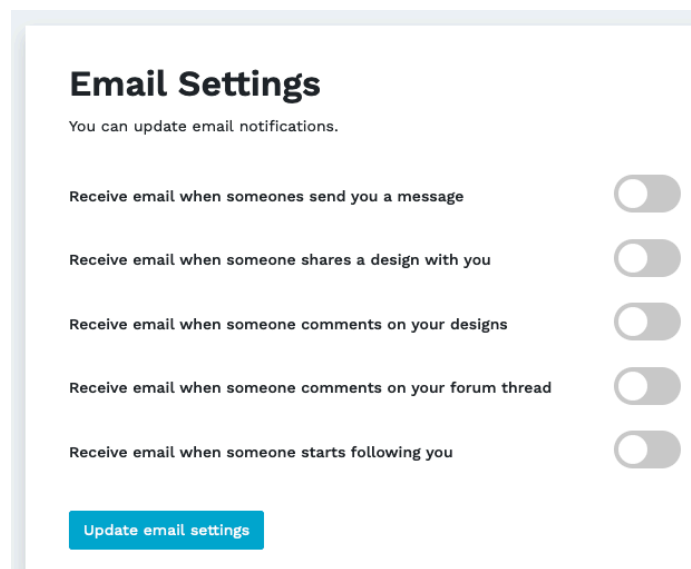 Email Settings
You can update email notifications.
Receive email when someones send you a message
Receive email when someone shares a design with you
Receive email when someone comments on your designs
Receive email when someone comments on your forum thread
Receive email when someone starts following you
Update email settings